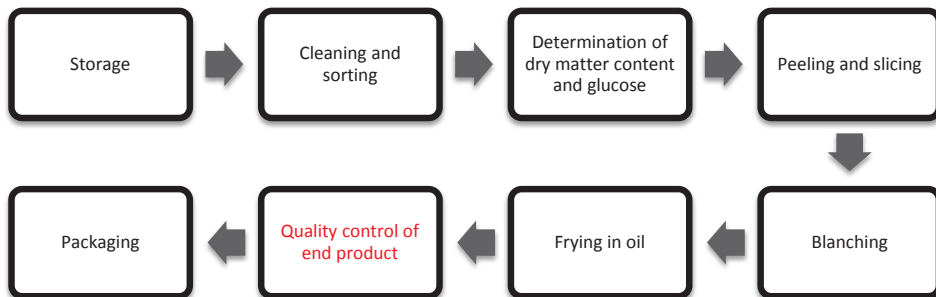 Storage
Cleaning and
sorting
Determination of
dry matter content
and glucose
Peeling and slicing
Blanching
Frying in oil
Quality control of
end product
Packaging